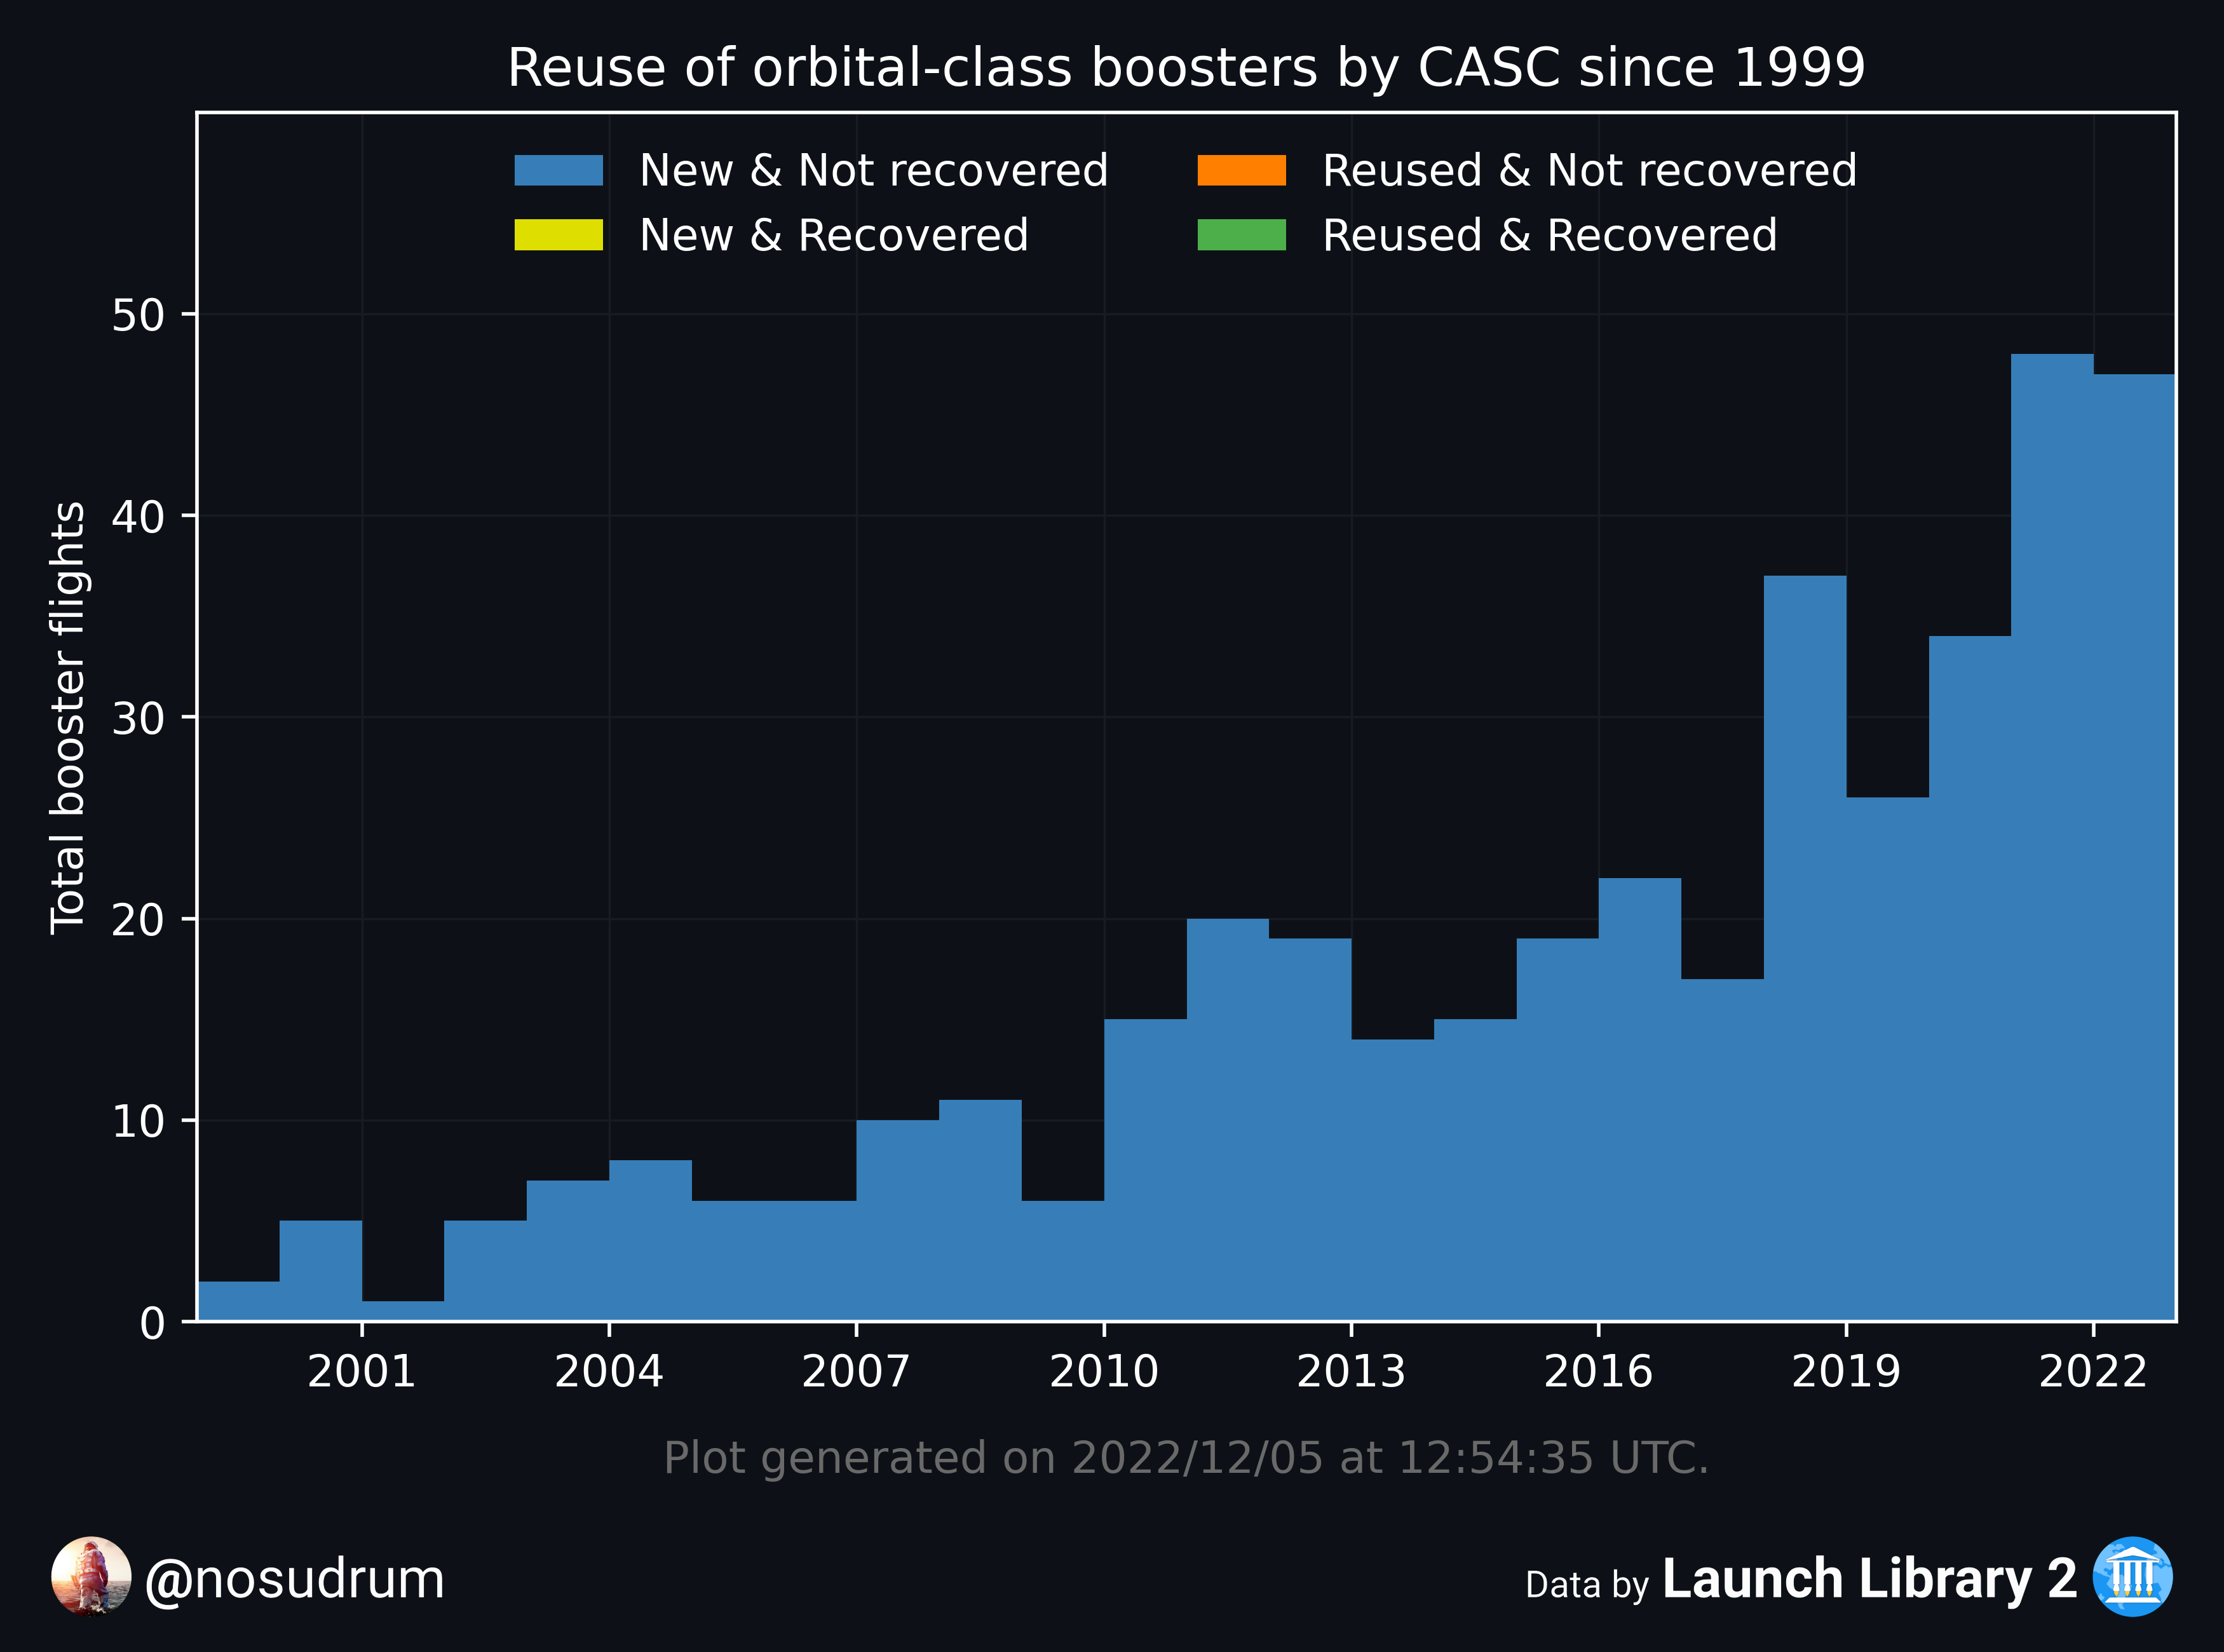 Reuse of orbital-class boosters by CASC since 1999
New & Not recovered
New & Recovered
Reused & Not recovered
Reused & Recovered
Total booster flights
50
40
30
20
10
0
2001 2004 2007 2010 2013 2016 2019 2022
Plot generated on 2022/12/05 at 12:54:35 UTC.
@nosudrum
Data by Launch Library 2